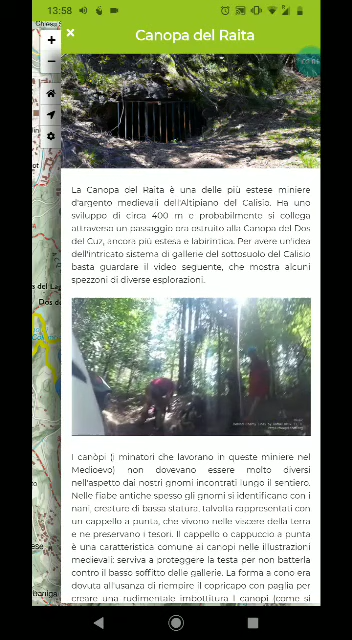 13:58
Canopa del Raita
La Canopa del Raita è una delle più estese miniere
d'argento medievali dell'Altipiano del Calisio. Ha uno
sviluppo di circa 400 m e probabilmente si collega
attraverso un passaggio ora ostruito alla Canopa del Dos
del Cuz, ancora più estesa e labirintica. Per avere un'idea
dell'intricato sistema di gallerie del sottosuolo del Calisio
basta guardare il video seguente, che mostra alcuni
spezzoni di diverse esplorazioni.
I canòpi (i minatori che lavorano in queste miniere nel
Medioevo) non dovevano essere molto diversi
nell'aspetto dai nostri gnomi incontrati lungo il sentiero.
Nelle fiabe antiche spesso gli gnomi si identificano con i
nani, creature di bassa statura, talvolta rappresentati con
un cappello a punta, che vivono nelle viscere della terra
e ne preservano i tesori. Il cappello o cappuccio a punta
è una caratteristica comune ai canopi nelle illustrazioni
medievali: serviva a proteggere la testa per non batterla
contro il basso soffitto delle gallerie. La forma a cono era
dovuta all'usanza di riempire il copricapo con paglia per
creare una rudimentale imbottitura I canopi (come si